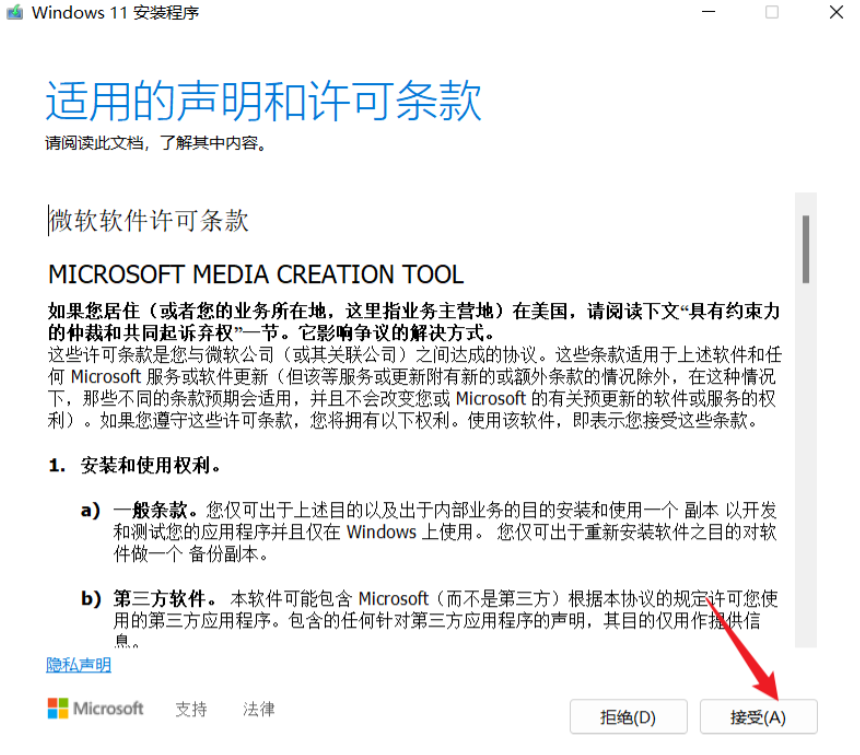 Windows 11 安装程序
适用的声明和许可条款
请阅读此文档，了解其中内容。
微软软件许可条款
MICROSOFT MEDIA CREATION TOOL
如果您居住（或者您的业务所在地，这里指业务主营地）在美国，请阅读下文“具有约束力
的仲裁和共同起诉弃权”一节。它影响争议的解决方式。
这些许可条款是您与微软公司（或其关联公司）之间达成的协议。这些条款适用于上述软件和任
何 Microsoft 服务或软件更新（但该等服务或更新附有新的或额外条款的情况除外，在这种情况
下，那些不同的条款预期会适用，并且不会改变您或 Microsoft 的有关预更新的软件或服务的权
利）。如果您遵守这些许可条款，您将拥有以下权利。使用该软件，即表示您接受这些条款。
1. 安装和使用权利。
a) 一般条款。您仅可出于上述目的以及出于内部业务的目的安装和使用一个 副本 以开发
和测试您的应用程序并且仅在 Windows 上使用。 您仅可出于重新安装软件之目的对软
件做一个 备份副本。
b) 第三方软件。 本软件可能包含 Microsoft（而不是第三方）根据本协议的规定许可您使
用的第三方应用程序。包含的任何针对第三方应用程序的声明，其目的仅用作提供信
息。
隐私声明
Microsoft 支持 法律
拒绝(D) 接受(A)